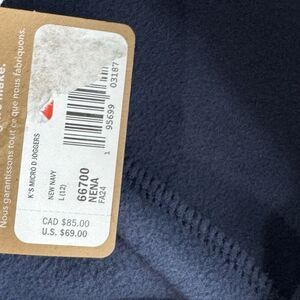 make.
Nous garantissons tout ce que nous fabriquons.
K'S MICRO D JOGGERS
NEW NAVY
L (12)
66700
NENA
FA24
CAD $85.00
U.S. $69.00
1 95699 03187